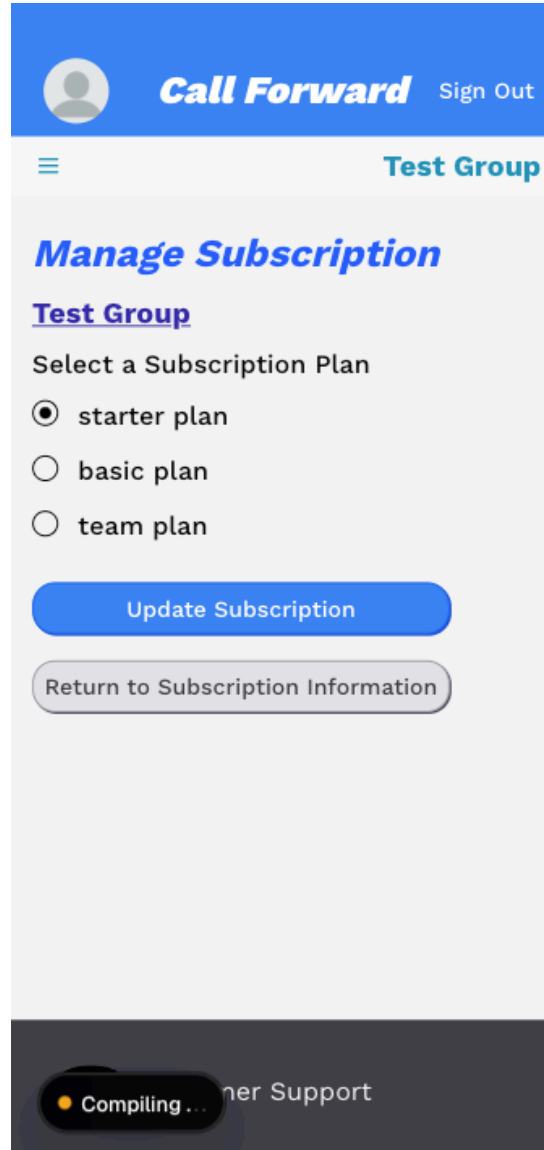 Call Forward Sign Out
Test Group
Manage Subscription
Test Group
Select a Subscription Plan
starter plan
basic plan
team plan
Update Subscription
Return to Subscription Information
Support
Compiling ...